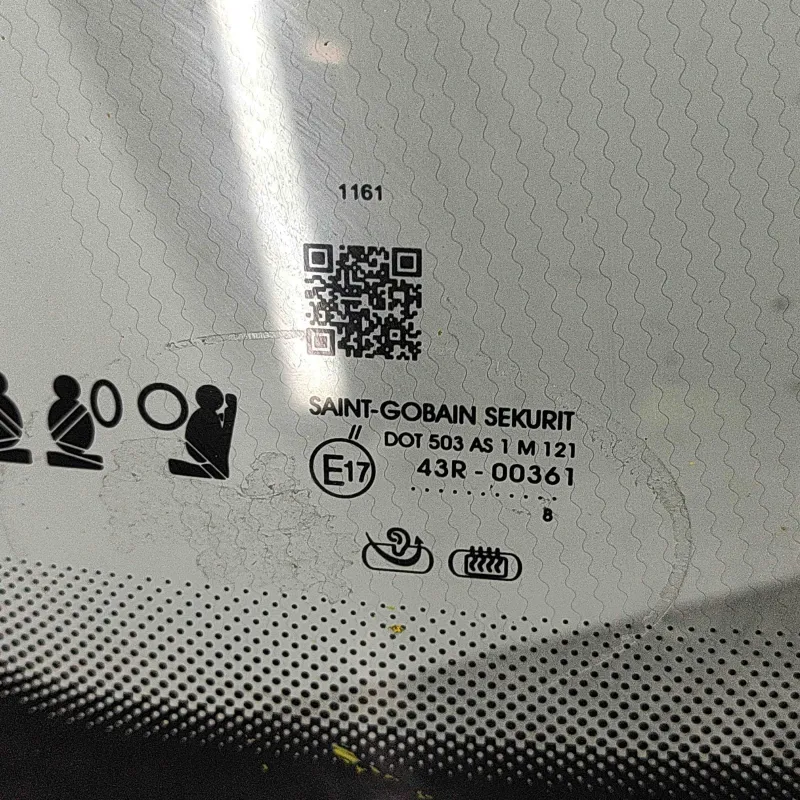 1161
SAINT-GOBAIN SEKURIT
DOT 503 AS 1 M 121
//
E17
43R - 00361
...........
8